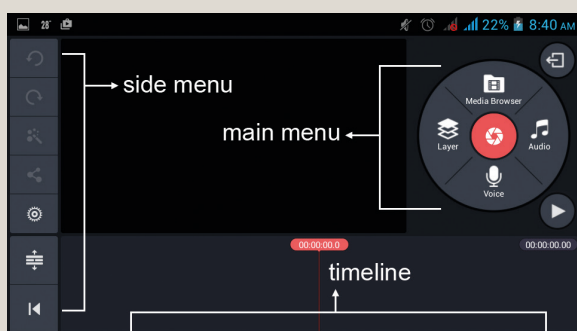 28°
22% 8:40 AM
side menu
Media Browser
main menu
Layer
Audio
Voice
00:00:00.0
00:00:00.00
timeline